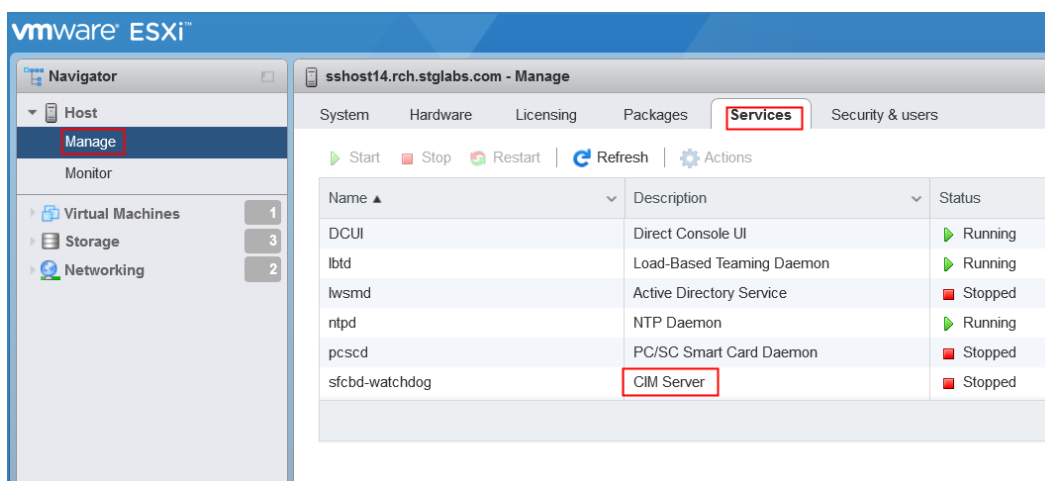 vmware® ESXi™
Navigator
Host
Manage
Monitor
Virtual Machines 1
Storage 3
Networking 2
sshost14.rch.stglabs.com - Manage
System Hardware Licensing Packages Services Security & users
Start Stop Restart Refresh Actions
Name Description Status
DCUI Direct Console UI Running
lbtd Load-Based Teaming Daemon Running
lwsmd Active Directory Service Stopped
ntpd NTP Daemon Running
pcscd PC/SC Smart Card Daemon Stopped
sfcbd-watchdog CIM Server Stopped